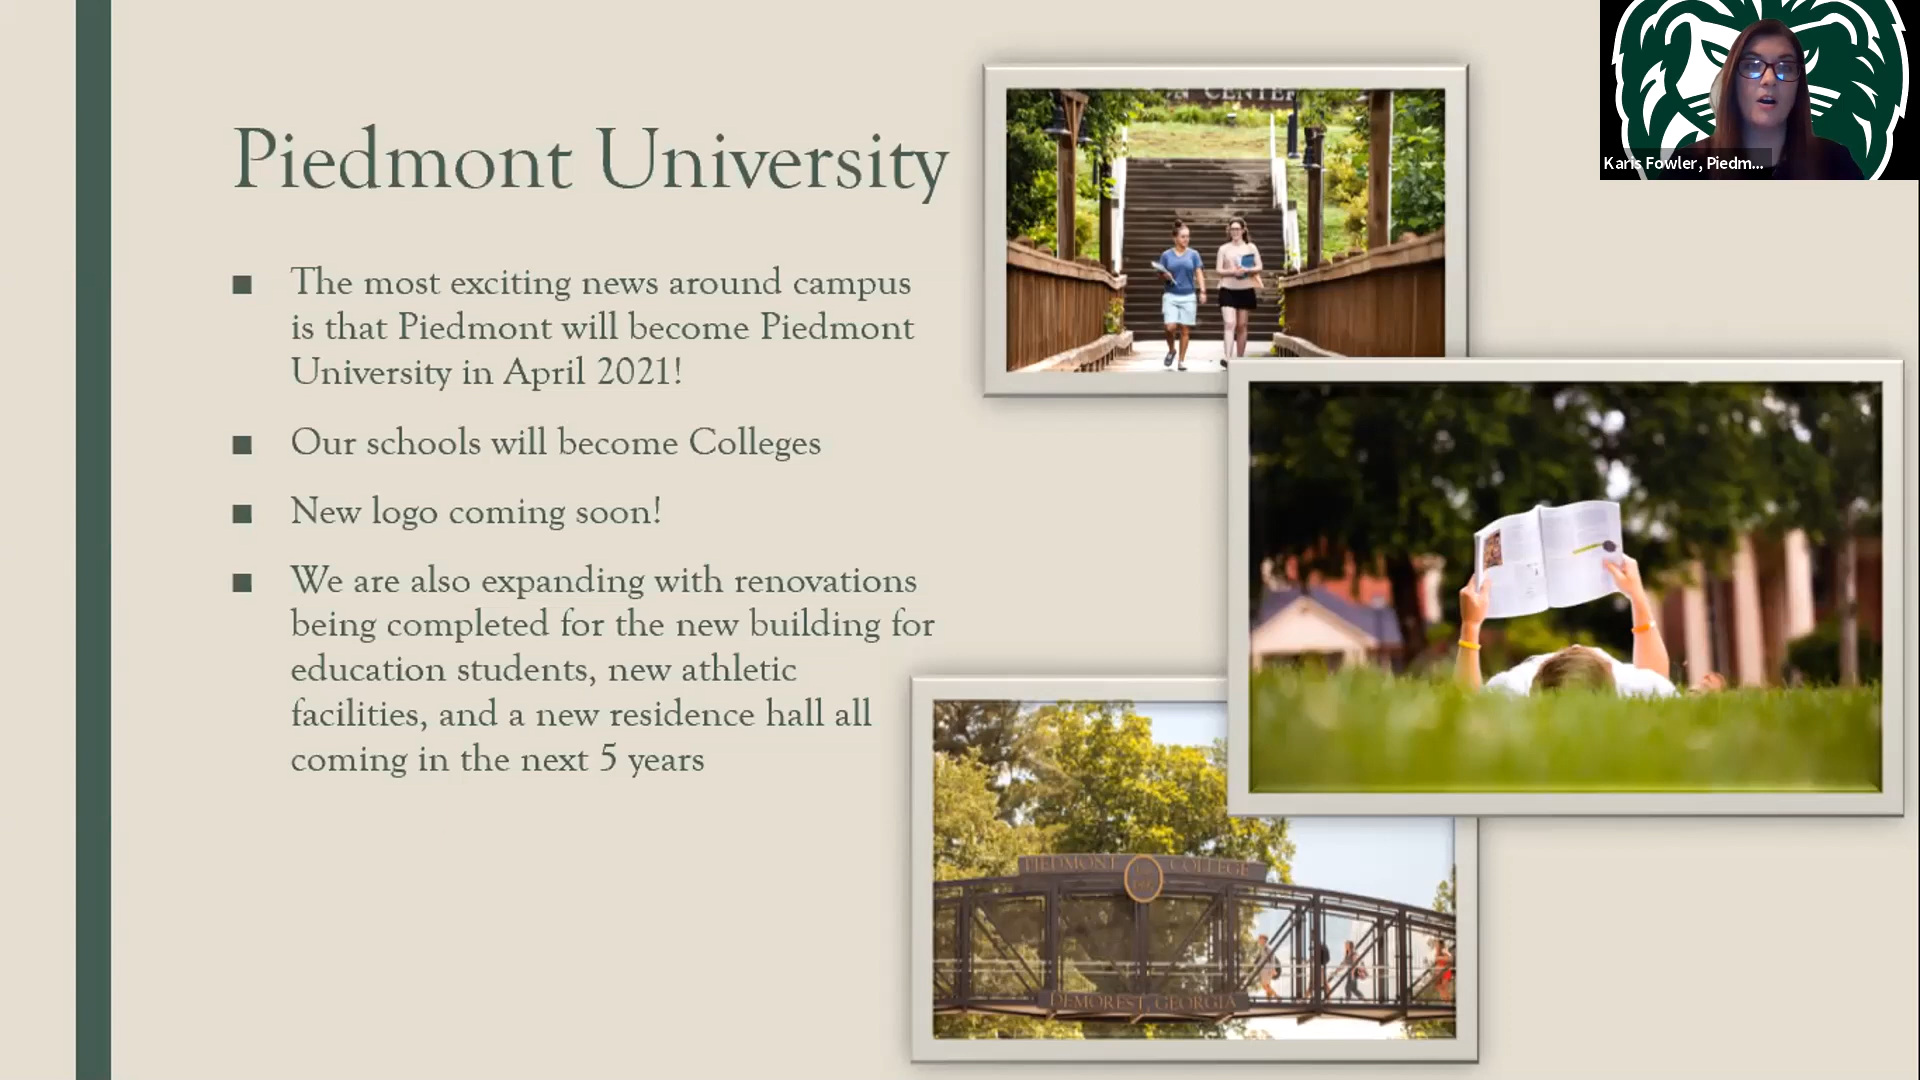 Piedmont University
■ The most exciting news around campus
is that Piedmont will become Piedmont
University in April 2021!
■ Our schools will become Colleges
■ New logo coming soon!
■ We are also expanding with renovations
being completed for the new building for
education students, new athletic
facilities, and a new residence hall all
coming in the next 5 years
CENTER
Karis Fowler, Piedm...
PIEDMONT COLLEGE
DEMOREST, GEORGIA